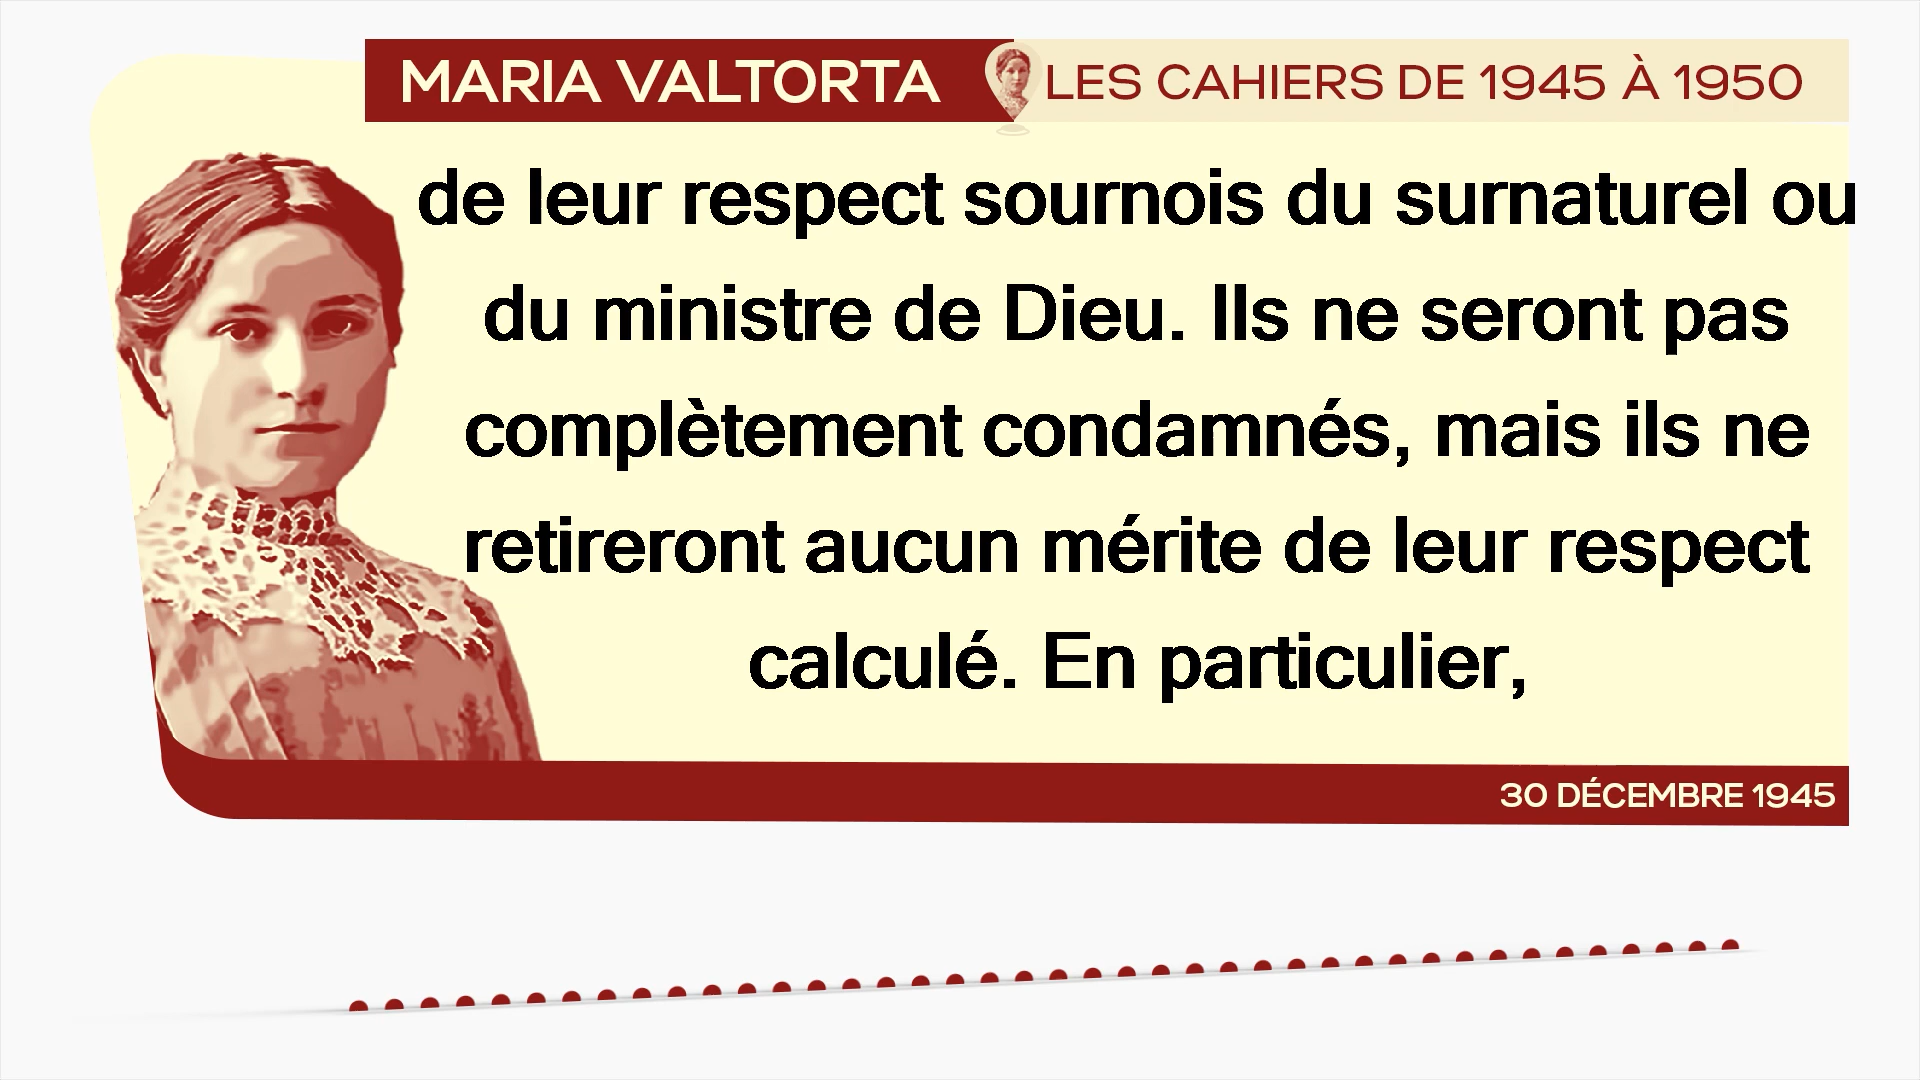 MARIA VALTORTA
LES CAHIERS DE 1945 À 1950
de leur respect sournois du surnaturel ou
du ministre de Dieu. Ils ne seront pas
complètement condamnés, mais ils ne
retireront aucun mérite de leur respect
calculé. En particulier,
30 DÉCEMBRE 1945